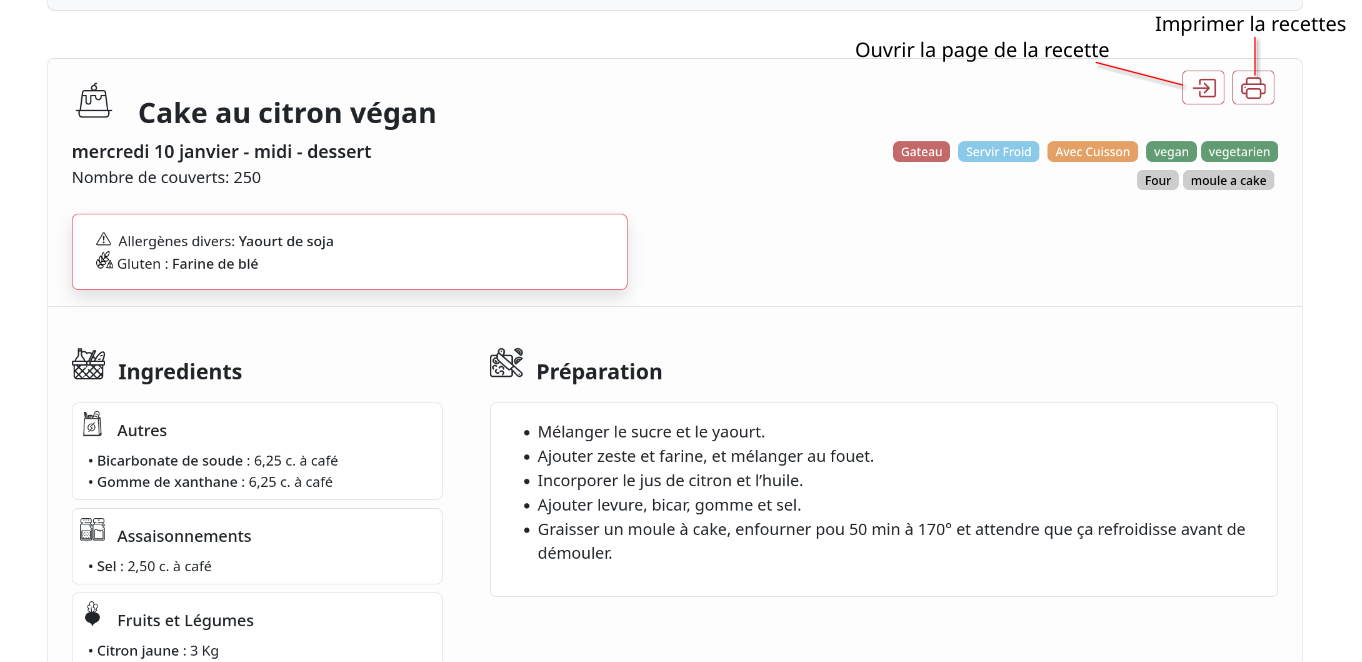 Imprimer la recettes
Ouvrir la page de la recette
Cake au citron végan
mercredi 10 janvier - midi - dessert
Nombre de couverts: 250
Gateau Servir Froid Avec Cuisson vegan vegetarien
Four moule a cake
Allergènes divers: Yaourt de soja
Gluten : Farine de blé
Ingredients
Autres
• Bicarbonate de soude : 6,25 c. à café
• Gomme de xanthane : 6,25 c. à café
Assaisonnements
• Sel : 2,50 c. à café
Fruits et Légumes
• Citron jaune : 3 Kg
Préparation
• Mélanger le sucre et le yaourt.
• Ajouter zeste et farine, et mélanger au fouet.
• Incorporer le jus de citron et l’huile.
• Ajouter levure, bicar, gomme et sel.
• Graisser un moule à cake, enfourner pou 50 min à 170° et attendre que ça refroidisse avant de
démouler.